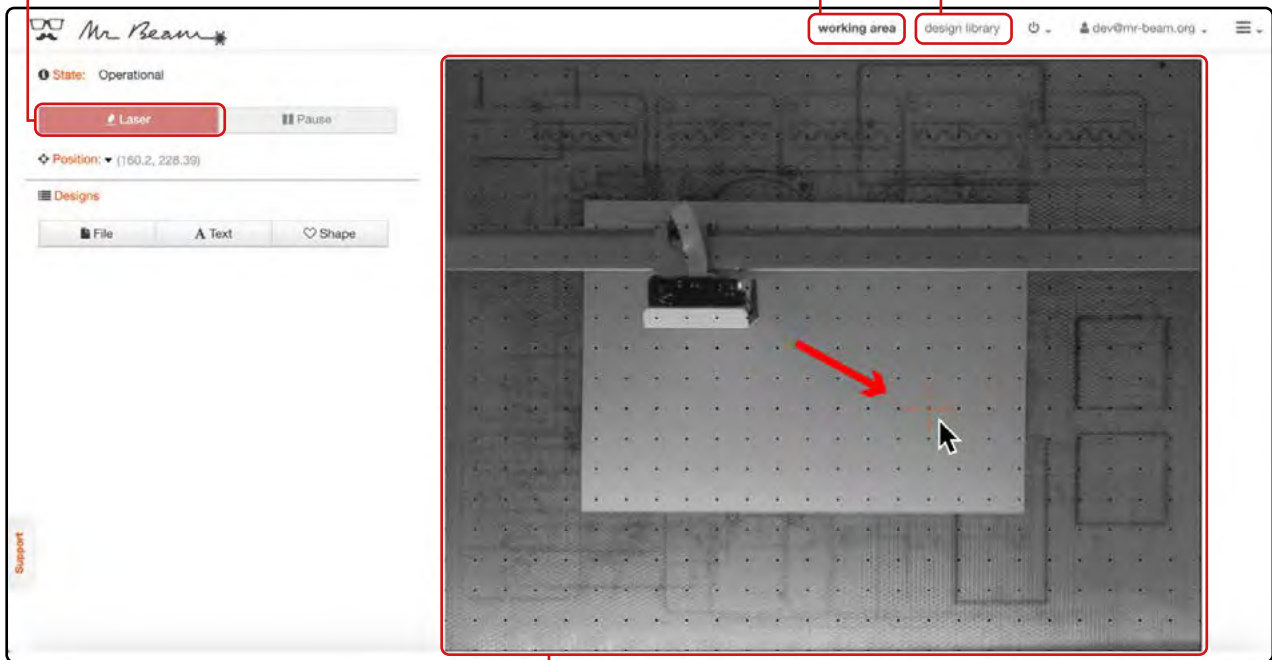 Mr Beam
working area
design library
dev@mr-beam.org
State: Operational
Laser
Pause
Position: (160.2, 228.39)
Designs
File
A Text
Shape
Support